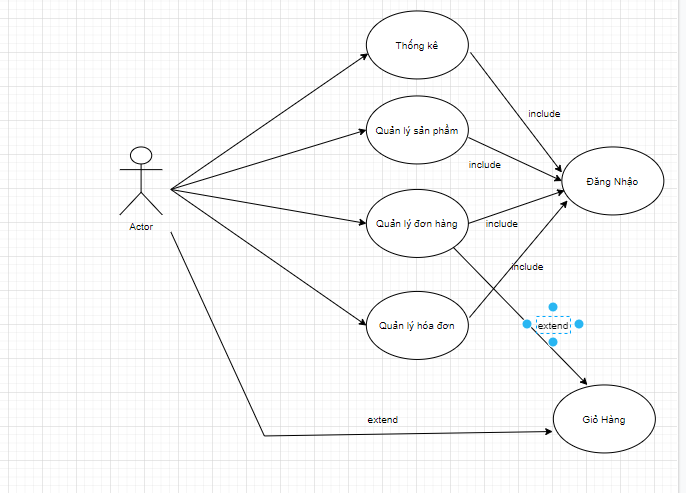 Thống kê
include
Quản lý sản phẩm
include
Đăng Nhậo
Actor
Quản lý đơn hàng
include
include
Quản lý hóa đơn
extend
extend
Giỏ Hàng